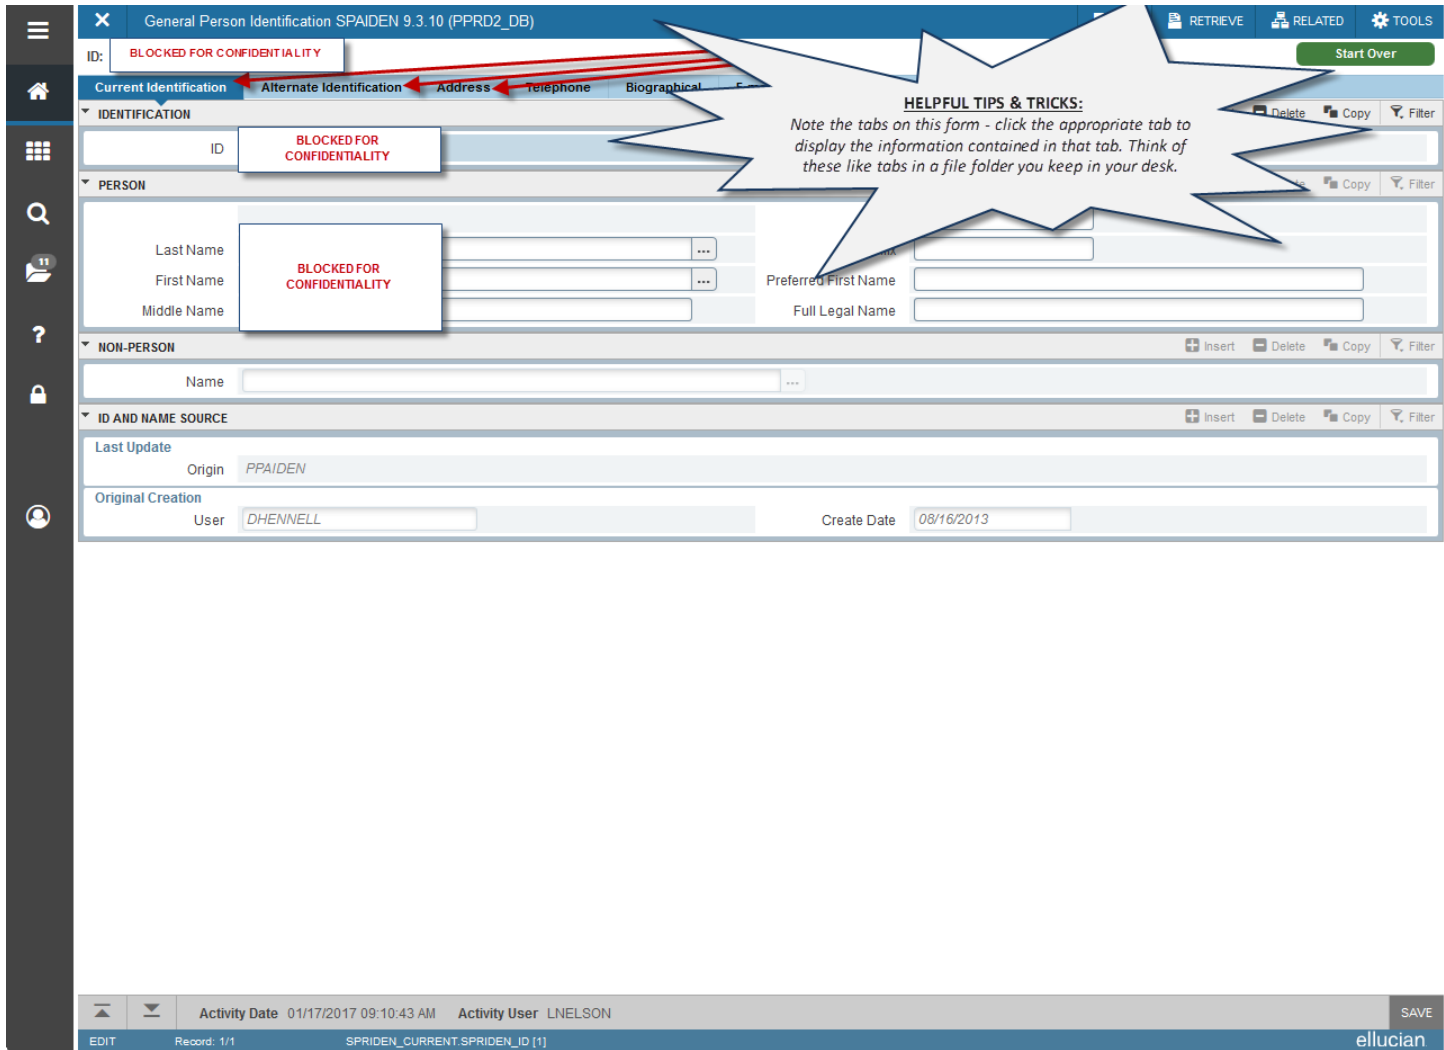 General Person Identification SPAIDEN 9.3.10 (PPRD2_DB)
RETRIEVE
RELATED
TOOLS
ID:
BLOCKED FOR CONFIDENTIALITY
Start Over
Current Identification
Alternate Identification
Address
Telephone
Biographical
HELPFUL TIPS & TRICKS:
Note the tabs on this form - click the appropriate tab to
display the information contained in that tab. Think of
these like tabs in a file folder you keep in your desk.
IDENTIFICATION
Delete
Copy
Filter
ID
BLOCKED FOR
CONFIDENTIALITY
PERSON
Copy
Filter
11
Last Name
First Name
Middle Name
BLOCKED FOR
CONFIDENTIALITY
...
...
Preferred First Name
Full Legal Name
?
NON-PERSON
Insert
Delete
Copy
Filter
Name
...
ID AND NAME SOURCE
Insert
Delete
Copy
Filter
Last Update
Origin PPAIDEN
Original Creation
User DHENNELL
Create Date 08/16/2013
Activity Date 01/17/2017 09:10:43 AM Activity User LNELSON
SAVE
EDIT
Record: 1/1
SPRIDEN_CURRENT.SPRIDEN_ID [1]
ellucian